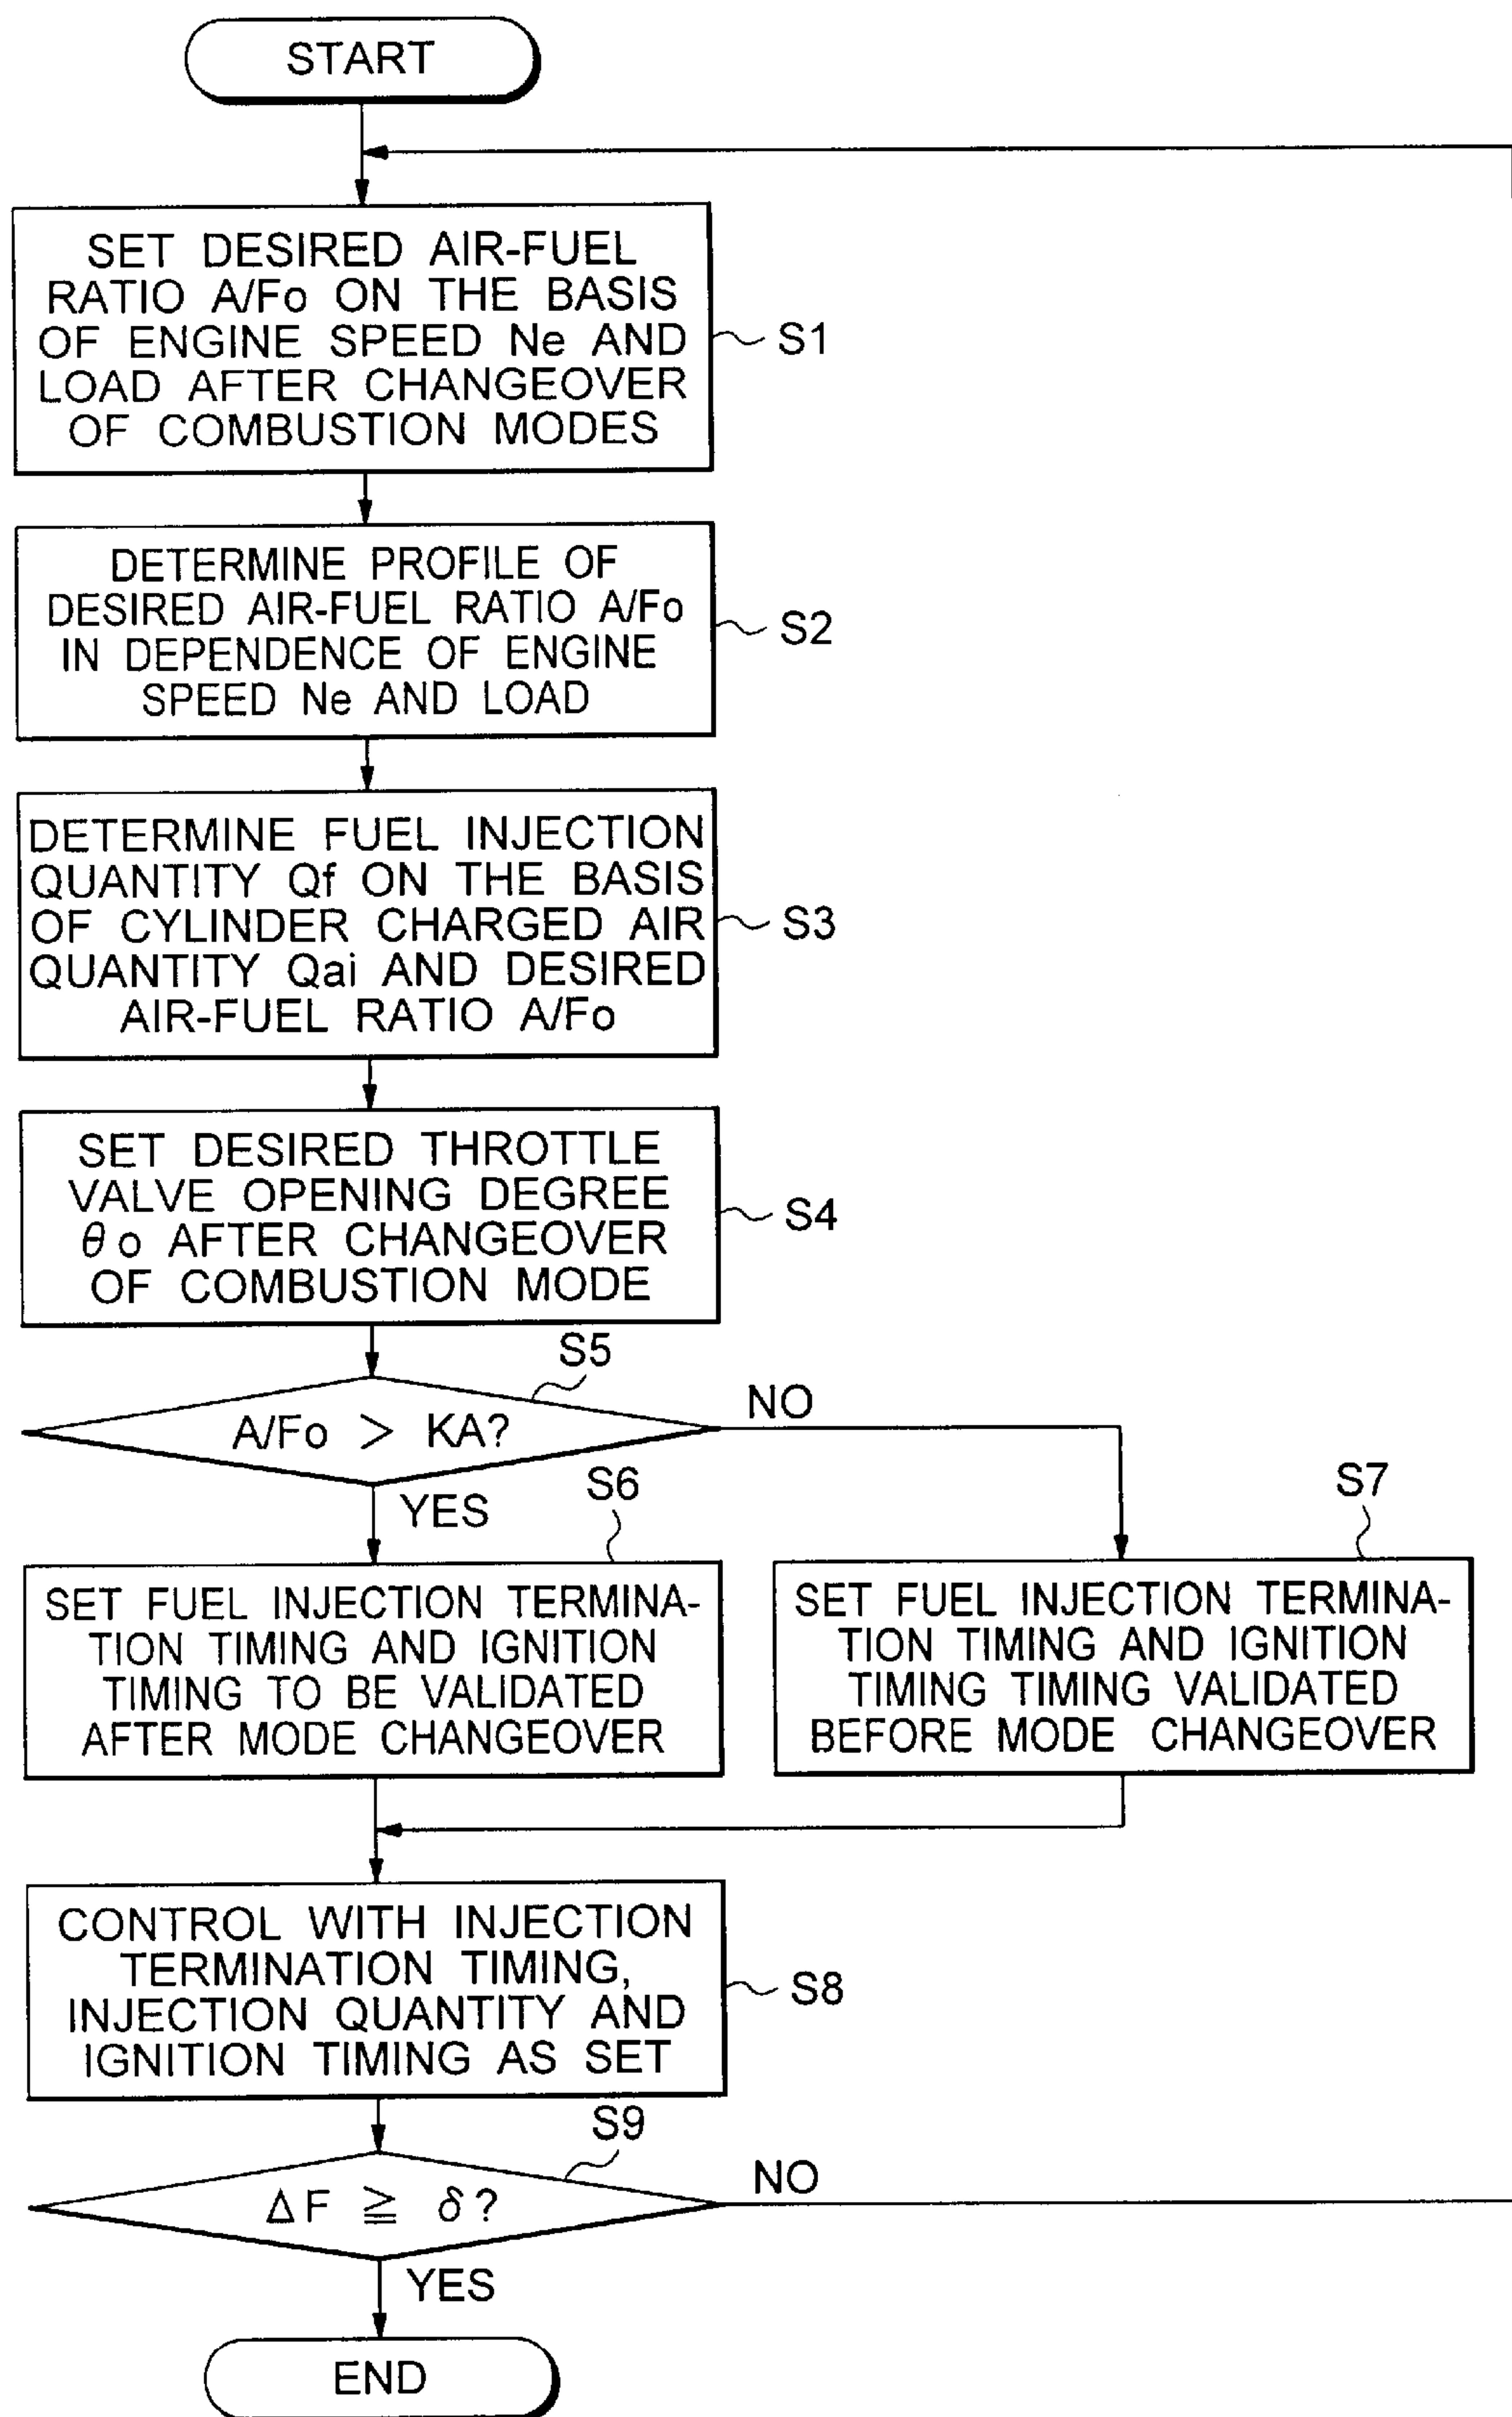 START
SET DESIRED AIR-FUEL
RATIO A/Fo ON THE BASIS
OF ENGINE SPEED Ne AND
LOAD AFTER CHANGEOVER
OF COMBUSTION MODES
S1
DETERMINE PROFILE OF
DESIRED AIR-FUEL RATIO A/Fo
IN DEPENDENCE OF ENGINE
SPEED Ne AND LOAD
S2
DETERMINE FUEL INJECTION
QUANTITY Qf ON THE BASIS
OF CYLINDER CHARGED AIR
QUANTITY Qai AND DESIRED
AIR-FUEL RATIO A/Fo
S3
SET DESIRED THROTTLE
VALVE OPENING DEGREE
θo AFTER CHANGEOVER
OF COMBUSTION MODE
S4
S5
A/Fo > KA?
NO
YES
S6
SET FUEL INJECTION TERMINA-
TION TIMING AND IGNITION
TIMING TO BE VALIDATED
AFTER MODE CHANGEOVER
S7
SET FUEL INJECTION TERMINA-
TION TIMING AND IGNITION
TIMING TIMING VALIDATED
BEFORE MODE CHANGEOVER
CONTROL WITH INJECTION
TERMINATION TIMING,
INJECTION QUANTITY AND
IGNITION TIMING AS SET
S8
S9
ΔF ≧ δ?
NO
YES
END